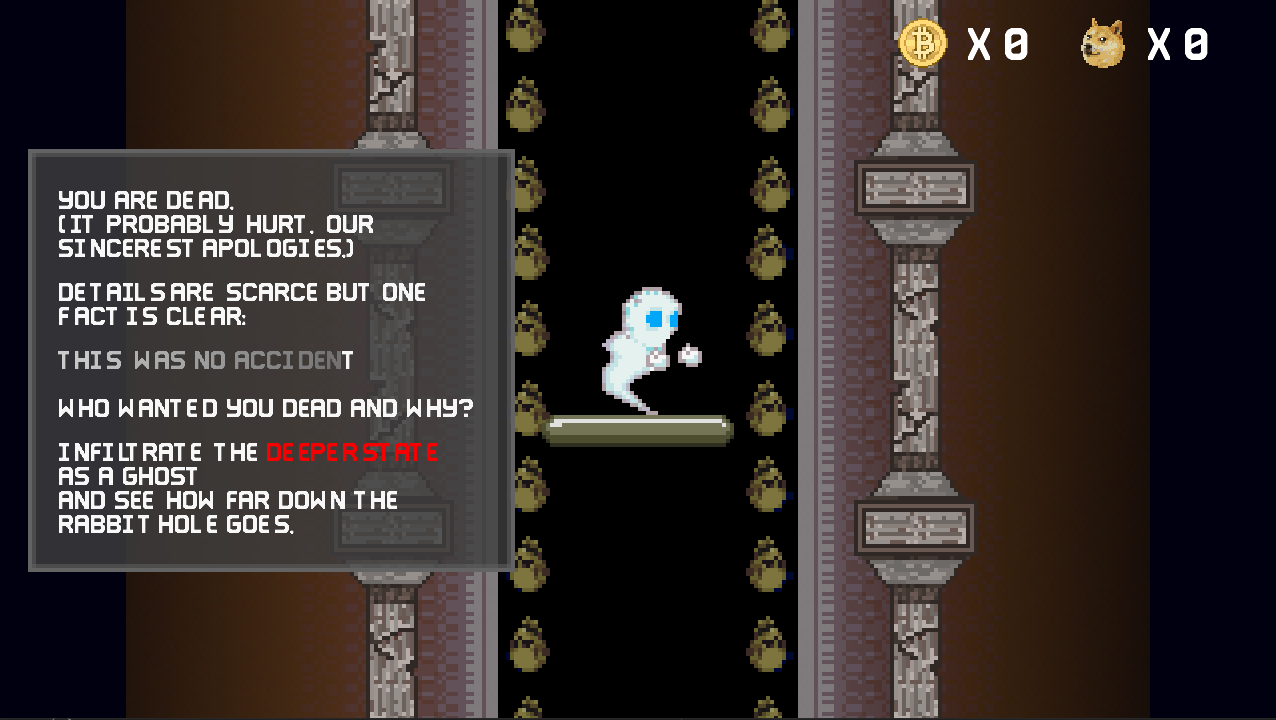 X 0 X 0
YOU ARE DEAD.
(IT PROBABLY HURT. OUR
SINCEREST APOLOGIES.)
DETAILS ARE SCARCE BUT ONE
FACT IS CLEAR:
THIS WAS NO ACCIDENT
WHO WANTED YOU DEAD AND WHY?
INFILTRATE THE DEEPER STATE
AS A GHOST
AND SEE HOW FAR DOWN THE
RABBIT HOLE GOES.